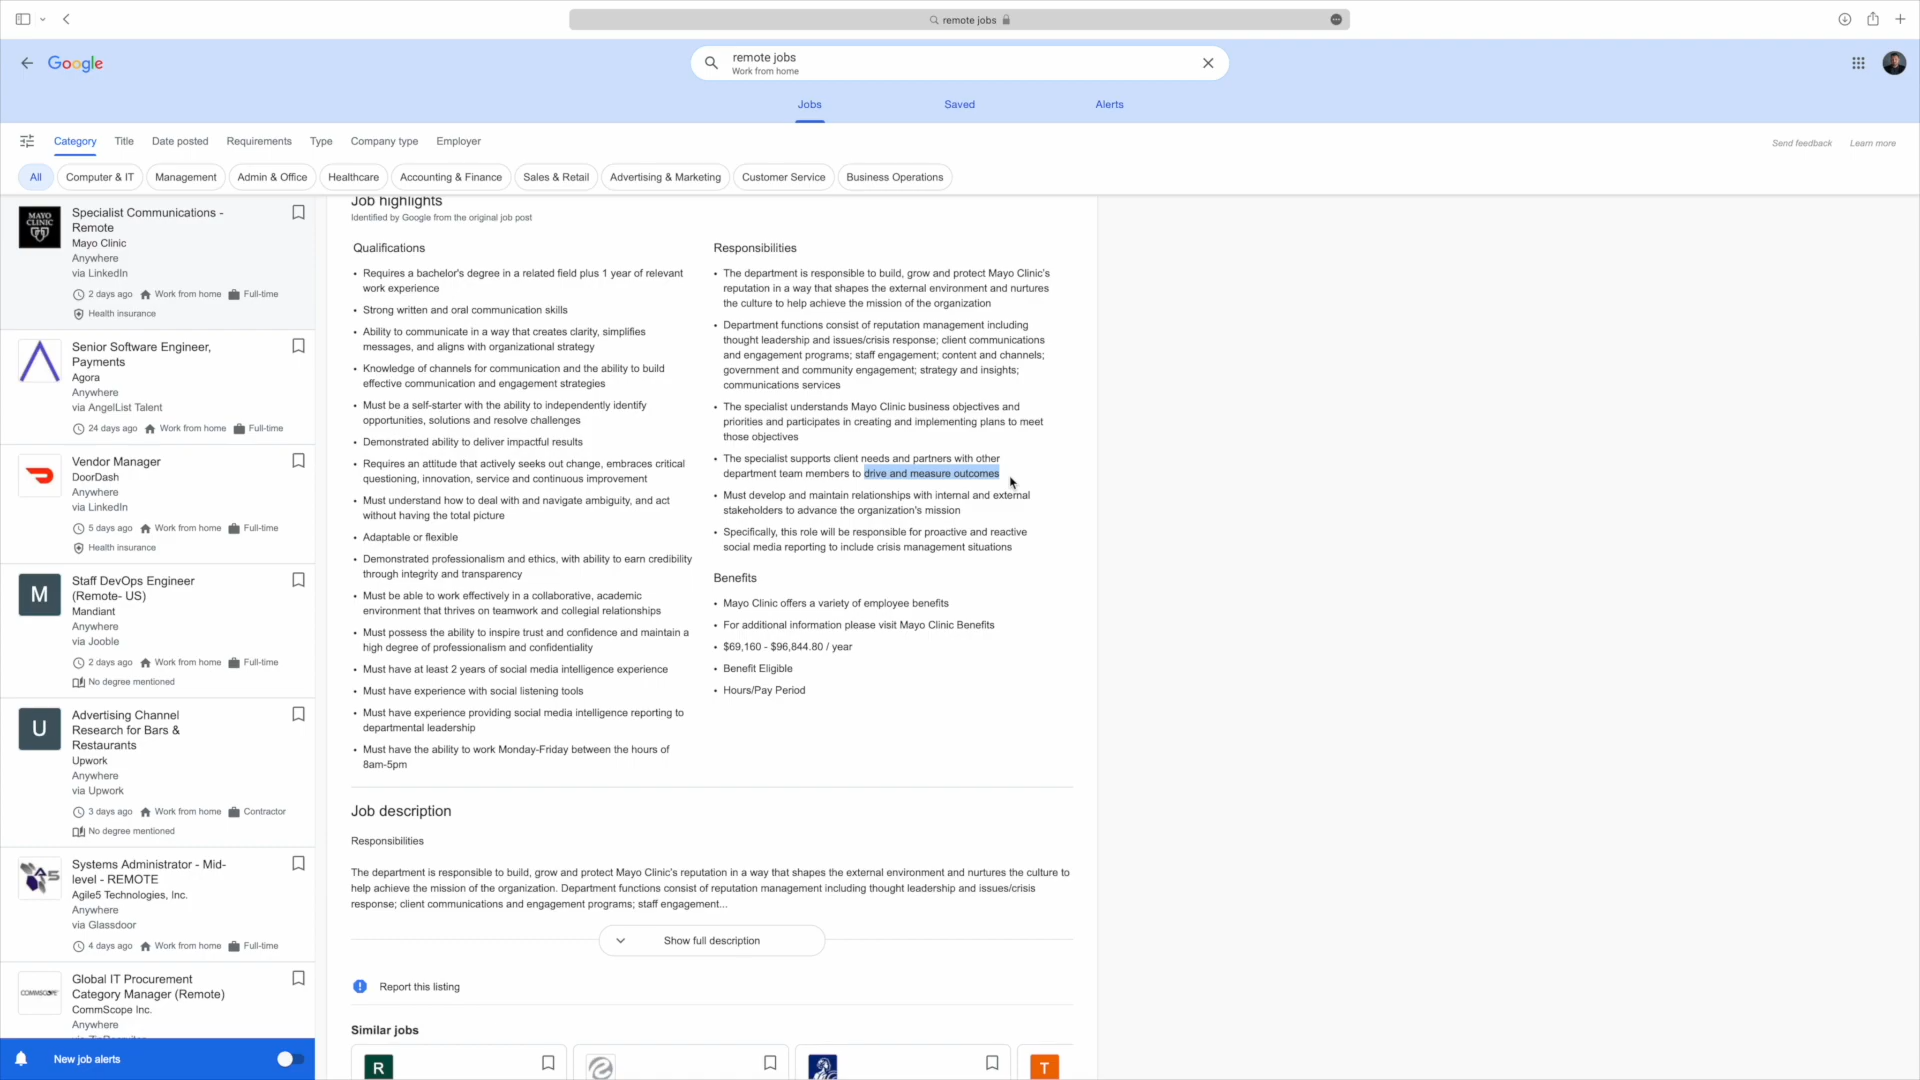 remote jobs
Google
remote jobs
Work from home
Jobs
Saved
Alerts
Category
Title
Date posted
Requirements
Type
Company type
Employer
Send feedback
Learn more
All
Computer & IT
Management
Admin & Office
Healthcare
Accounting & Finance
Sales & Retail
Advertising & Marketing
Customer Service
Business Operations
MAYO
CLINIC
Specialist Communications -
Remote
Mayo Clinic
Anywhere
via LinkedIn
2 days ago Work from home Full-time
Health insurance
Senior Software Engineer,
Payments
Agora
Anywhere
via AngelList Talent
24 days ago Work from home Full-time
Vendor Manager
DoorDash
Anywhere
via LinkedIn
5 days ago Work from home Full-time
Health insurance
M
Staff DevOps Engineer
(Remote- US)
Mandiant
Anywhere
via Jooble
2 days ago Work from home Full-time
No degree mentioned
U
Advertising Channel
Research for Bars &
Restaurants
Upwork
Anywhere
via Upwork
3 days ago Work from home Contractor
No degree mentioned
A5
Systems Administrator - Mid-
level - REMOTE
Agile5 Technologies, Inc.
Anywhere
via Glassdoor
4 days ago Work from home Full-time
COMMSCOPE
Global IT Procurement
Category Manager (Remote)
CommScope Inc.
Anywhere
New job alerts
Job highlights
Identified by Google from the original job post
Qualifications
• Requires a bachelor's degree in a related field plus 1 year of relevant
work experience
• Strong written and oral communication skills
• Ability to communicate in a way that creates clarity, simplifies
messages, and aligns with organizational strategy
• Knowledge of channels for communication and the ability to build
effective communication and engagement strategies
• Must be a self-starter with the ability to independently identify
opportunities, solutions and resolve challenges
• Demonstrated ability to deliver impactful results
• Requires an attitude that actively seeks out change, embraces critical
questioning, innovation, service and continuous improvement
• Must understand how to deal with and navigate ambiguity, and act
without having the total picture
• Adaptable or flexible
• Demonstrated professionalism and ethics, with ability to earn credibility
through integrity and transparency
• Must be able to work effectively in a collaborative, academic
environment that thrives on teamwork and collegial relationships
• Must possess the ability to inspire trust and confidence and maintain a
high degree of professionalism and confidentiality
• Must have at least 2 years of social media intelligence experience
• Must have experience with social listening tools
• Must have experience providing social media intelligence reporting to
departmental leadership
• Must have the ability to work Monday-Friday between the hours of
8am-5pm
Responsibilities
• The department is responsible to build, grow and protect Mayo Clinic's
reputation in a way that shapes the external environment and nurtures
the culture to help achieve the mission of the organization
• Department functions consist of reputation management including
thought leadership and issues/crisis response; client communications
and engagement programs; staff engagement; content and channels;
government and community engagement; strategy and insights;
communications services
• The specialist understands Mayo Clinic business objectives and
priorities and participates in creating and implementing plans to meet
those objectives
• The specialist supports client needs and partners with other
department team members to drive and measure outcomes
• Must develop and maintain relationships with internal and external
stakeholders to advance the organization's mission
• Specifically, this role will be responsible for proactive and reactive
social media reporting to include crisis management situations
Benefits
• Mayo Clinic offers a variety of employee benefits
• For additional information please visit Mayo Clinic Benefits
• $69,160 - $96,844.80 / year
• Benefit Eligible
• Hours/Pay Period
Job description
Responsibilities
The department is responsible to build, grow and protect Mayo Clinic's reputation in a way that shapes the external environment and nurtures the culture to
help achieve the mission of the organization. Department functions consist of reputation management including thought leadership and issues/crisis
response; client communications and engagement programs; staff engagement...
Show full description
Report this listing
Similar jobs
R
T